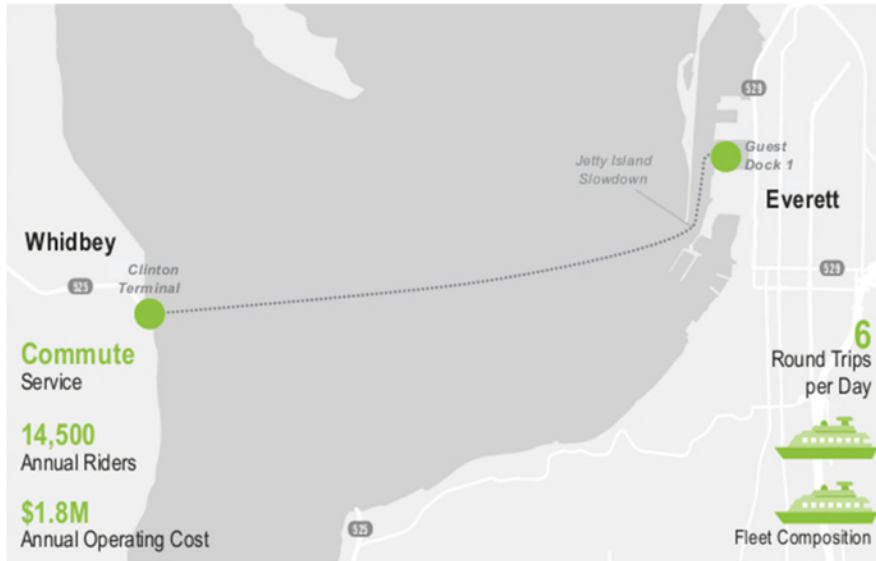 529
Guest
Dock 1
Jetty Island
Slowdown
Everett
Whidbey
Clinton
Terminal
525
529
Commute
Service
14,500
Annual Riders
$1.8M
Annual Operating Cost
6
Round Trips
per Day
Fleet Composition
525